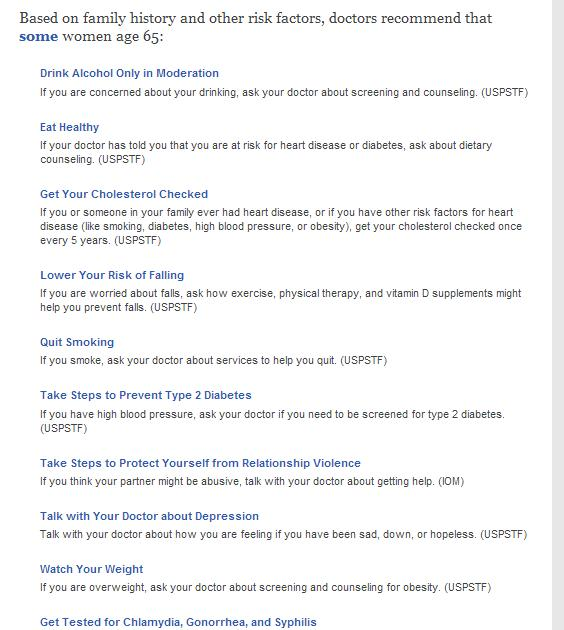 Based on family history and other risk factors, doctors recommend that
some women age 65:
Drink Alcohol Only in Moderation
If you are concerned about your drinking, ask your doctor about screening and counseling. (USPSTF)
Eat Healthy
If your doctor has told you that you are at risk for heart disease or diabetes, ask about dietary
counseling. (USPSTF)
Get Your Cholesterol Checked
If you or someone in your family ever had heart disease, or if you have other risk factors for heart
disease (like smoking, diabetes, high blood pressure, or obesity), get your cholesterol checked once
every 5 years. (USPSTF)
Lower Your Risk of Falling
If you are worried about falls, ask how exercise, physical therapy, and vitamin D supplements might
help you prevent falls. (USPSTF)
Quit Smoking
If you smoke, ask your doctor about services to help you quit. (USPSTF)
Take Steps to Prevent Type 2 Diabetes
If you have high blood pressure, ask your doctor if you need to be screened for type 2 diabetes.
(USPSTF)
Take Steps to Protect Yourself from Relationship Violence
If you think your partner might be abusive, talk with your doctor about getting help. (IOM)
Talk with Your Doctor about Depression
Talk with your doctor about how you are feeling if you have been sad, down, or hopeless. (USPSTF)
Watch Your Weight
If you are overweight, ask your doctor about screening and counseling for obesity. (USPSTF)
Get Tested for Chlamydia, Gonorrhea, and Syphilis